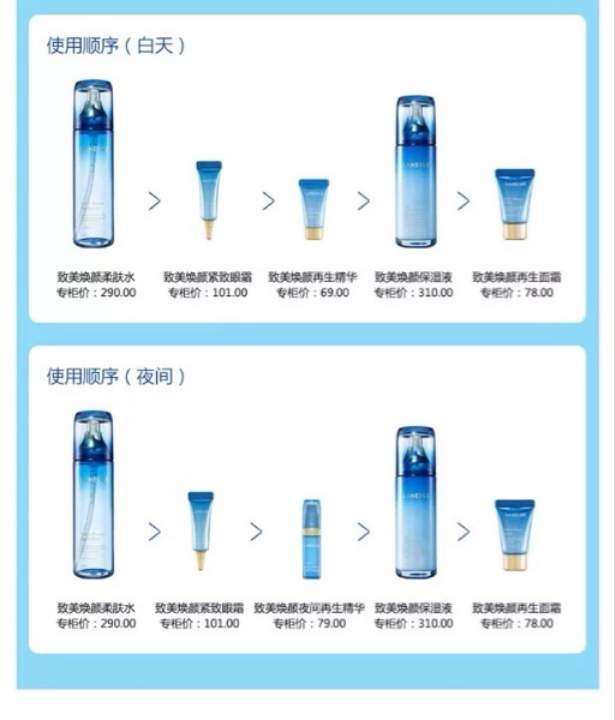 使用顺序（白天）
LANEIGE
致美焕颜柔肤水
专柜价：290.00
>
致美焕颜紧致眼霜
专柜价：101.00
>
致美焕颜再生精华
专柜价：69.00
>
致美焕颜保湿液
专柜价：310.00
>
致美焕颜再生面霜
专柜价：78.00
使用顺序（夜间）
LANEIGE
致美焕颜柔肤水
专柜价：290.00
>
致美焕颜紧致眼霜
专柜价：101.00
>
致美焕颜夜间再生精华
专柜价：79.00
>
致美焕颜保湿液
专柜价：310.00
>
致美焕颜再生面霜
专柜价：78.00